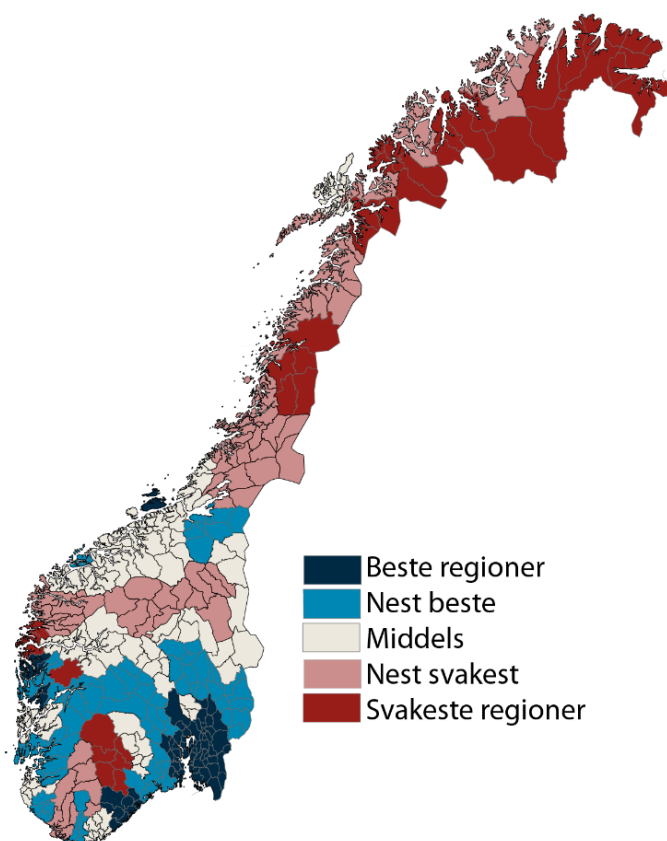 Beste regioner
Nest beste
Middels
Nest svakest
Svakeste regioner